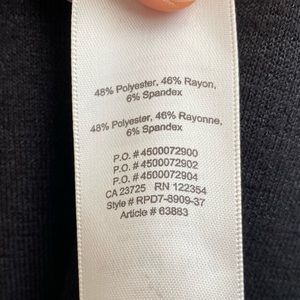 48% Polyester, 46% Rayon,
6% Spandex
48% Polyester, 46% Rayonne,
6% Spandex
P.O. # 4500072900
P.O. # 4500072902
P.O. # 4500072904
CA 23725 RN 122354
Style # RPD7-8909-37
Article # 63883